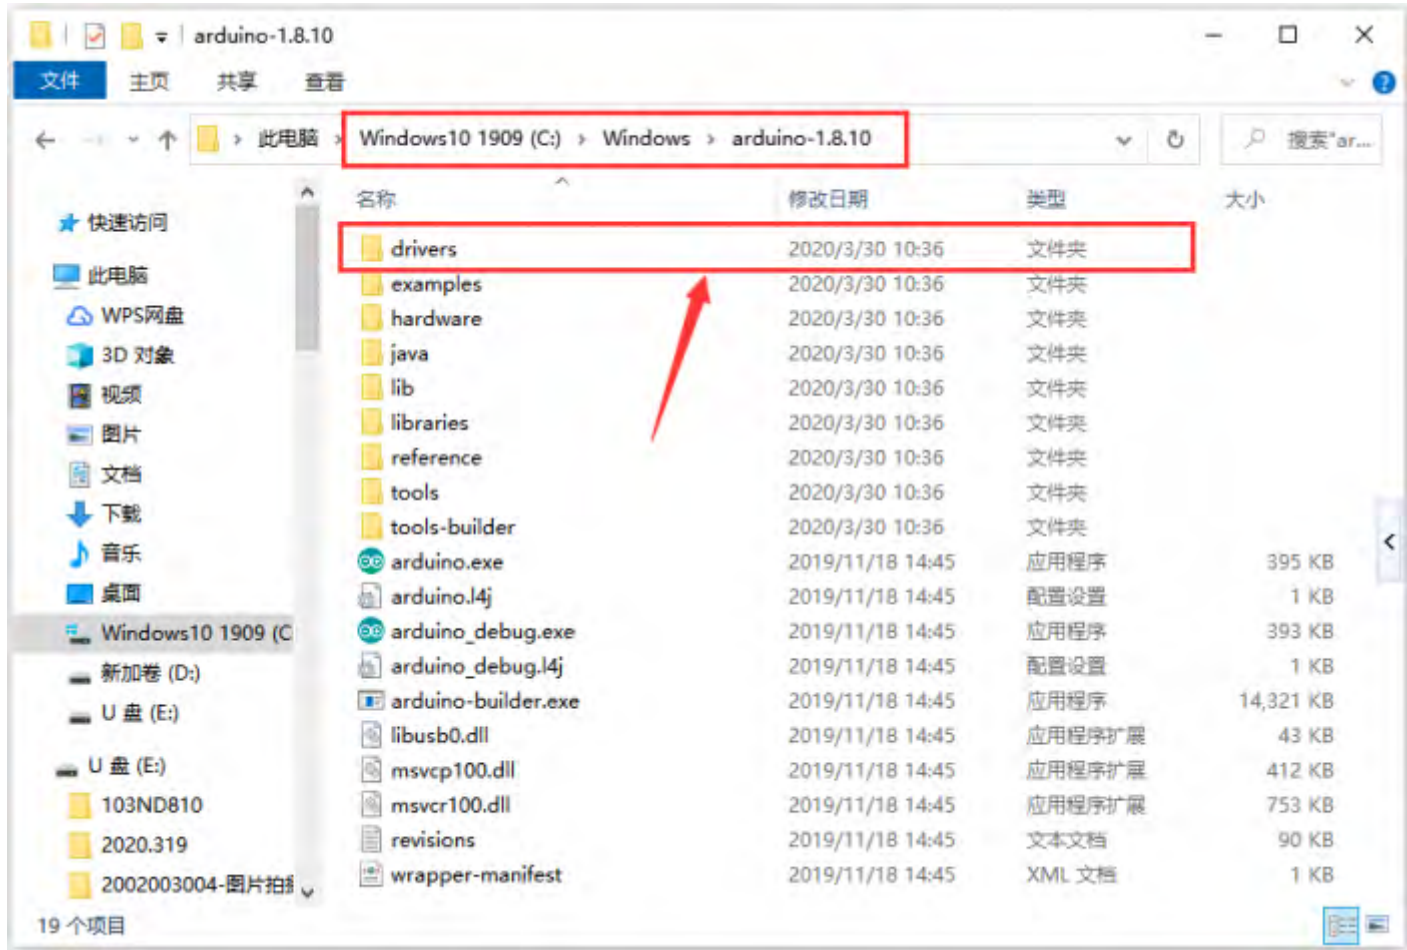 arduino-1.8.10
文件 主页 共享 查看
此电脑 › Windows10 1909 (C:) › Windows › arduino-1.8.10 搜索"ar...
名称 修改日期 类型 大小
快速访问
此电脑
WPS网盘
3D 对象
视频
图片
文档
下载
音乐
桌面
Windows10 1909 (C
新加卷 (D:)
U 盘 (E:)
U 盘 (E:)
103ND810
2020.319
2002003004-图片拍摄
drivers 2020/3/30 10:36 文件夹
examples 2020/3/30 10:36 文件夹
hardware 2020/3/30 10:36 文件夹
java 2020/3/30 10:36 文件夹
lib 2020/3/30 10:36 文件夹
libraries 2020/3/30 10:36 文件夹
reference 2020/3/30 10:36 文件夹
tools 2020/3/30 10:36 文件夹
tools-builder 2020/3/30 10:36 文件夹
arduino.exe 2019/11/18 14:45 应用程序 395 KB
arduino.l4j 2019/11/18 14:45 配置设置 1 KB
arduino_debug.exe 2019/11/18 14:45 应用程序 393 KB
arduino_debug.l4j 2019/11/18 14:45 配置设置 1 KB
arduino-builder.exe 2019/11/18 14:45 应用程序 14,321 KB
libusb0.dll 2019/11/18 14:45 应用程序扩展 43 KB
msvcp100.dll 2019/11/18 14:45 应用程序扩展 412 KB
msvcr100.dll 2019/11/18 14:45 应用程序扩展 753 KB
revisions 2019/11/18 14:45 文本文档 90 KB
wrapper-manifest 2019/11/18 14:45 XML 文档 1 KB
19 个项目